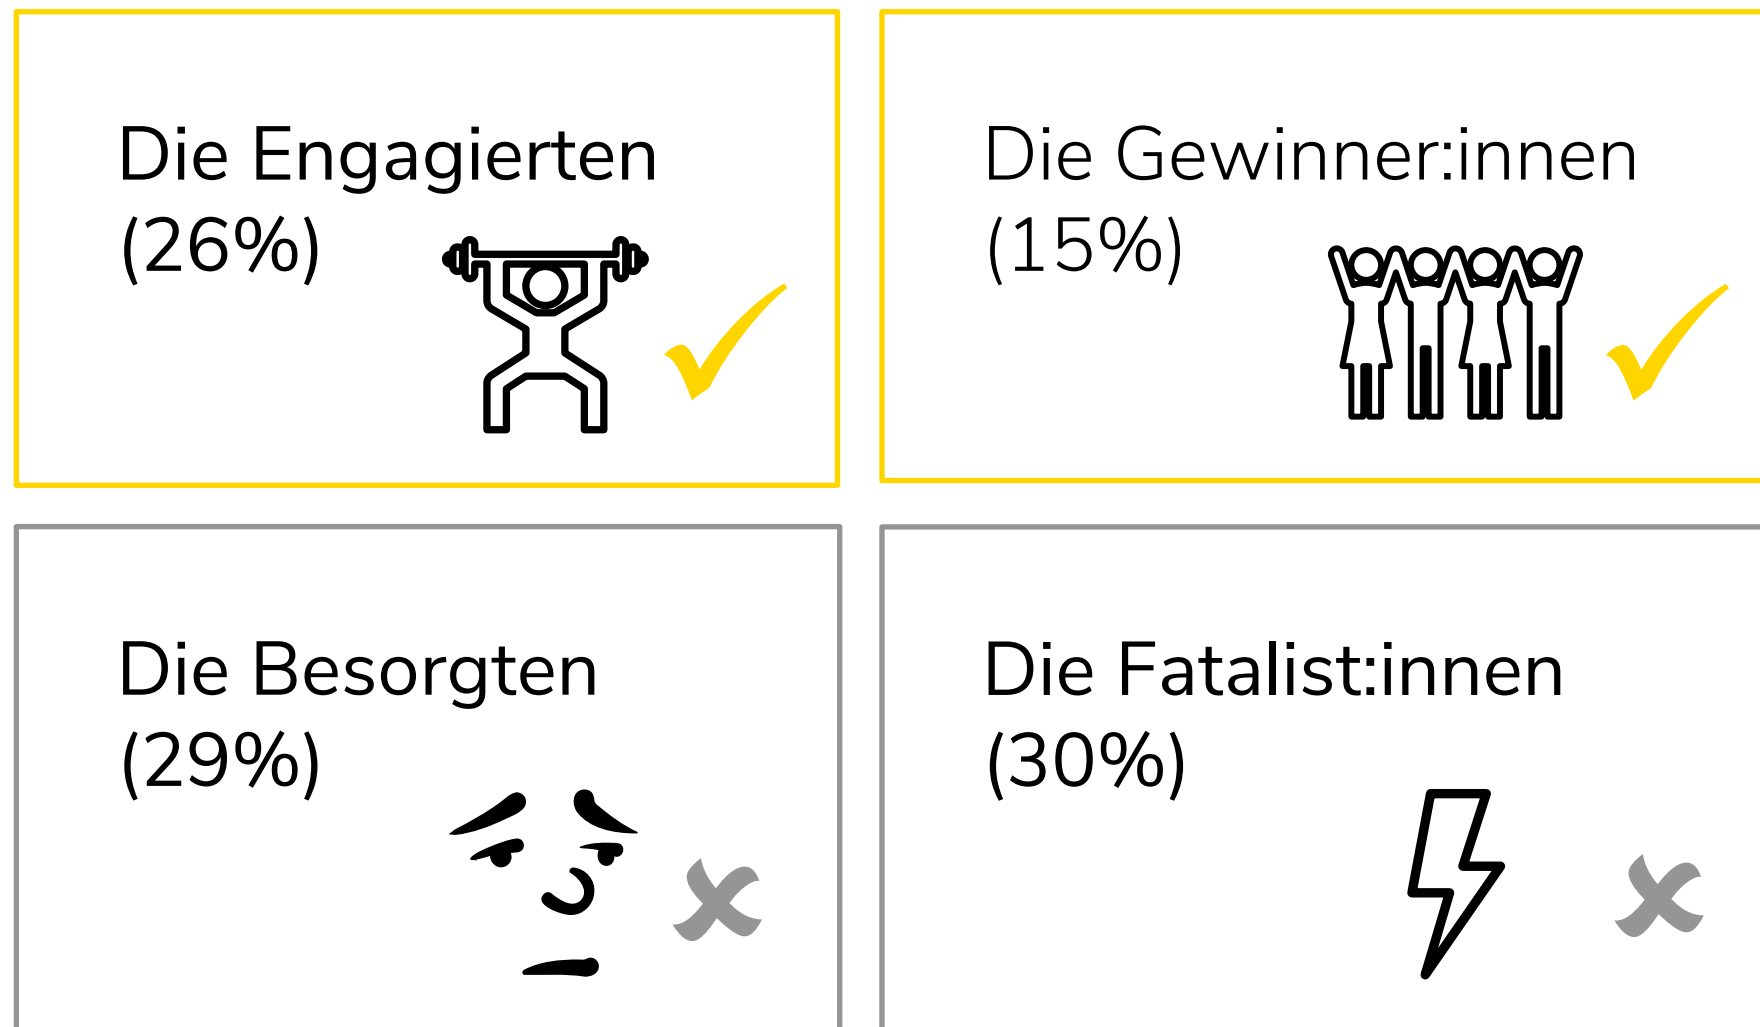 Die Engagierten
(26%)
Die Gewinner:innen
(15%)
Die Besorgten
(29%)
Die Fatalist:innen
(30%)